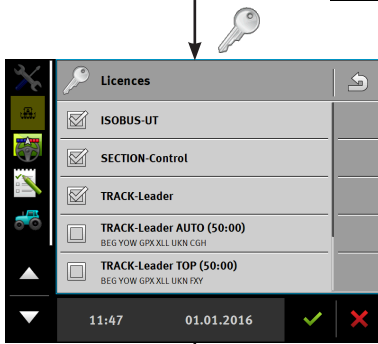 Licences
ISOBUS-UT
SECTION-Control
TRACK-Leader
TRACK-Leader AUTO (50:00)
BEG YOW GPX XLL UKN CGH
TRACK-Leader TOP (50:00)
BEG YOW GPX XLL UKN FXY
11:47 01.01.2016